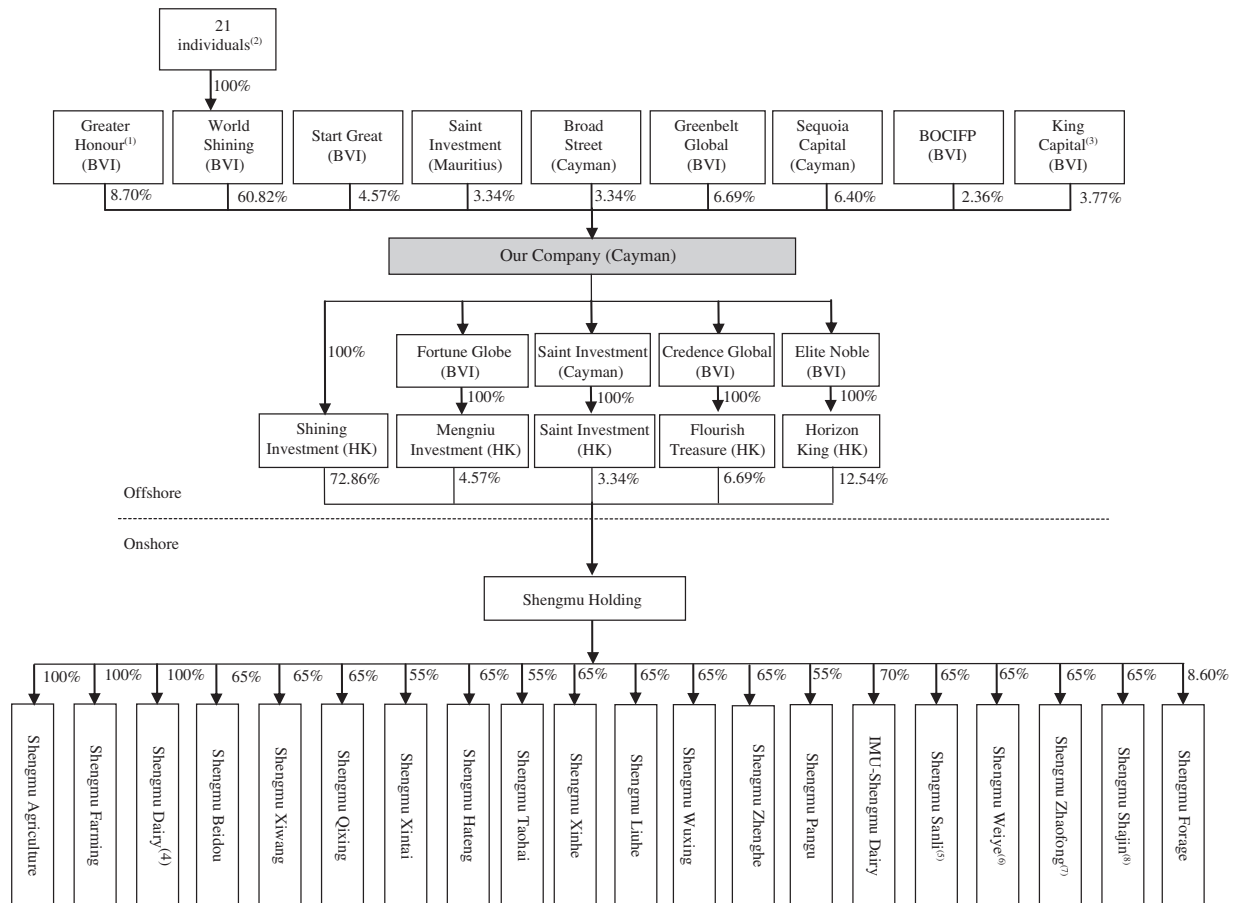 21
individuals(2)
100%
Greater
Honour(1)
(BVI)
World
Shining
(BVI)
Start Great
(BVI)
Saint
Investment
(Mauritius)
Broad
Street
(Cayman)
Greenbelt
Global
(BVI)
Sequoia
Capital
(Cayman)
BOCIFP
(BVI)
King
Capital(3)
(BVI)
8.70%
60.82%
4.57%
3.34%
3.34%
6.69%
6.40%
2.36%
3.77%
Our Company (Cayman)
100%
Fortune Globe
(BVI)
Saint Investment
(Cayman)
Credence Global
(BVI)
Elite Noble
(BVI)
100%
100%
100%
100%
Shining
Investment (HK)
Mengniu
Investment (HK)
Saint Investment
(HK)
Flourish
Treasure (HK)
Horizon
King (HK)
72.86%
4.57%
3.34%
6.69%
12.54%
Offshore
Onshore
Shengmu Holding
100%
100%
100%
65%
65%
65%
55%
65%
55%
65%
65%
65%
65%
55%
70%
65%
65%
65%
65%
8.60%
Shengmu Agriculture
Shengmu Farming
Shengmu Dairy(4)
Shengmu Beidou
Shengmu Xiwang
Shengmu Qixing
Shengmu Xintai
Shengmu Hateng
Shengmu Taohai
Shengmu Xinhe
Shengmu Liuhe
Shengmu Wuxing
Shengmu Zhenghe
Shengmu Pangu
IMU-Shengmu Dairy
Shengmu Sanli(5)
Shengmu Weiye(6)
Shengmu Zhaofong(7)
Shengmu Shajin(8)
Shengmu Forage